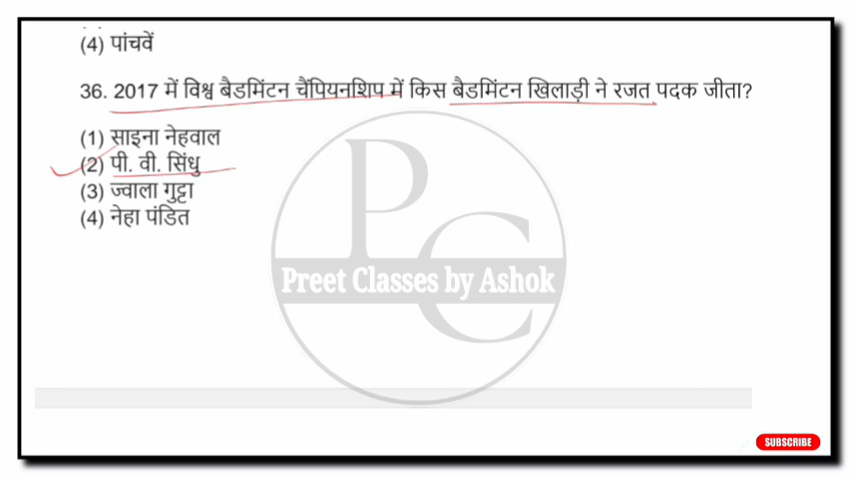 (4) पांचवें
36. 2017 में विश्व बैडमिंटन चैंपियनशिप में किस बैडमिंटन खिलाड़ी ने रजत पदक जीता?
(1) साइना नेहवाल
(2) पी. वी. सिंधु
(3) ज्वाला गुट्टा
(4) नेहा पंडित
PC
Preet Classes by Ashok
SUBSCRIBE